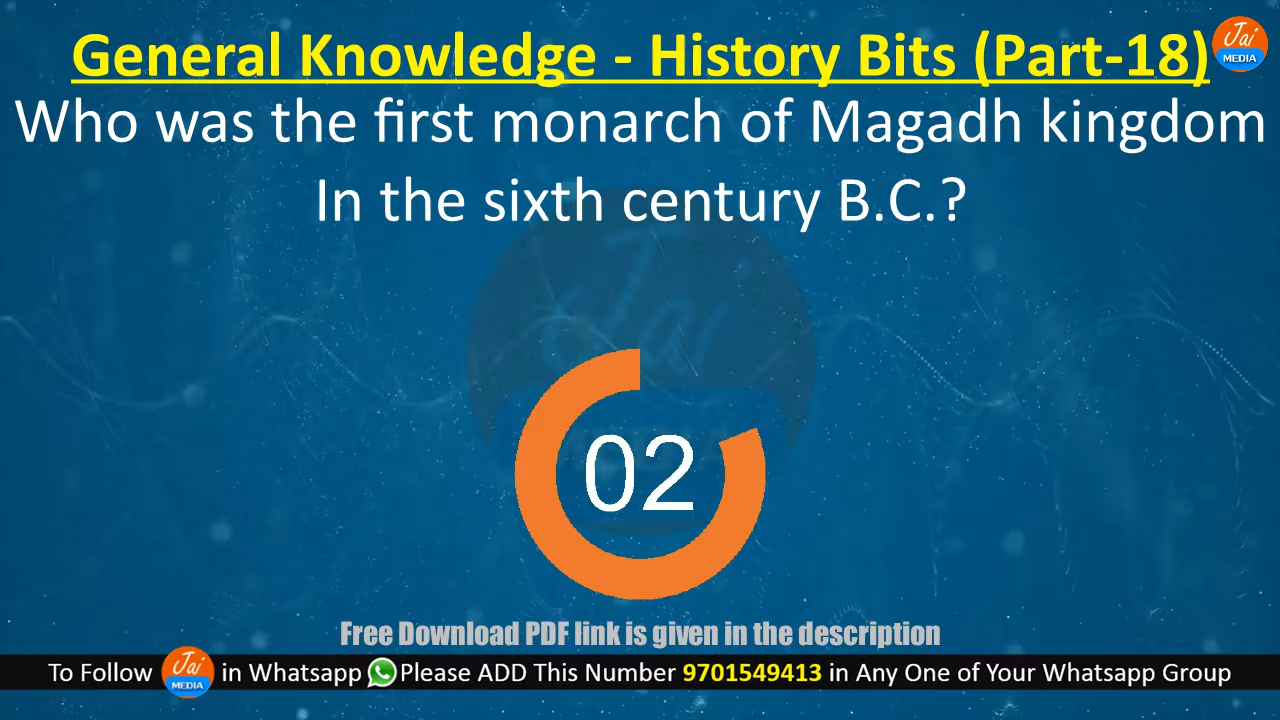 General Knowledge - History Bits (Part-18)
Jai
MEDIA
Who was the first monarch of Magadh kingdom
In the sixth century B.C.?
Jai
MEDIA
02
Free Download PDF link is given in the description
To Follow Jai MEDIA in Whatsapp Please ADD This Number 9701549413 in Any One of Your Whatsapp Group